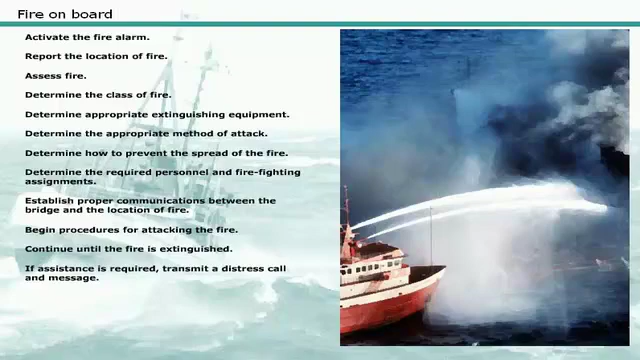 Fire on board
Activate the fire alarm.
Report the location of fire.
Assess fire.
Determine the class of fire.
Determine appropriate extinguishing equipment.
Determine the appropriate method of attack.
Determine how to prevent the spread of the fire.
Determine the required personnel and fire-fighting
assignments.
Establish proper communications between the
bridge and the location of fire.
Begin procedures for attacking the fire.
Continue until the fire is extinguished.
If assistance is required, transmit a distress call
and message.